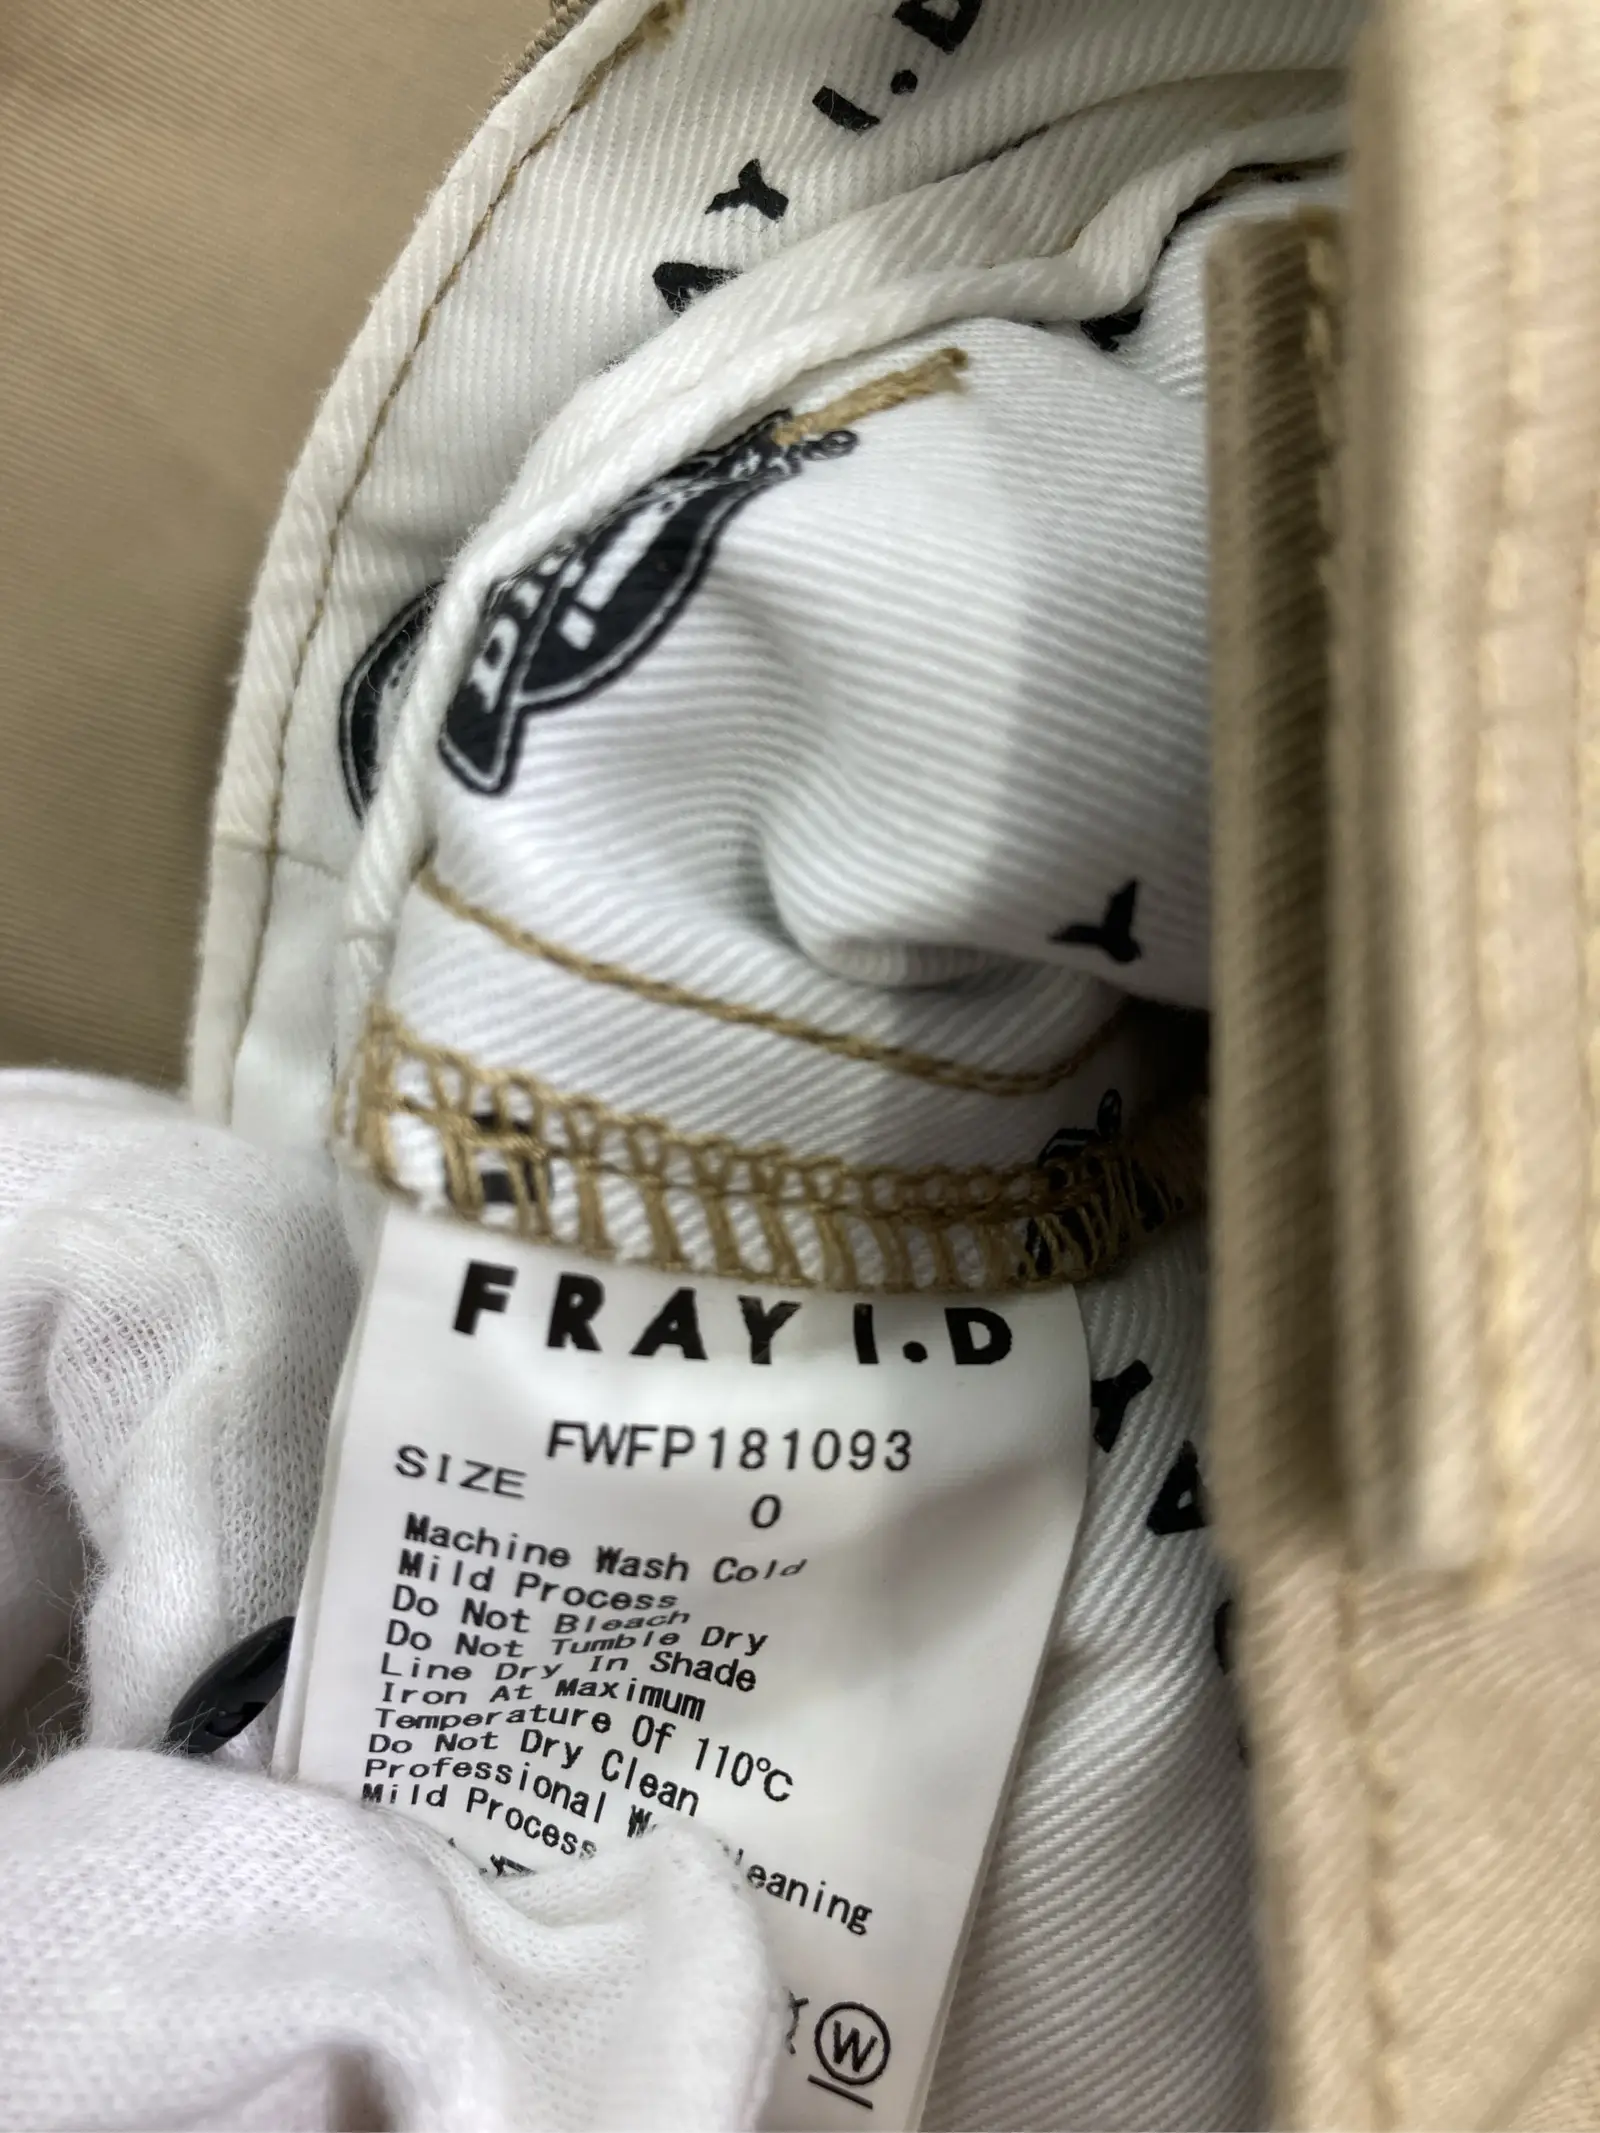 Y I.D
FRAY I.D
FWFP181093
SIZE
0
Machine Wash Cold
Mild Process
Do Not Bleach
Do Not Tumble Dry
Line Dry In Shade
Iron At Maximum
Temperature Of 110℃
Do Not Dry Clean
Professional
Mild Process
W